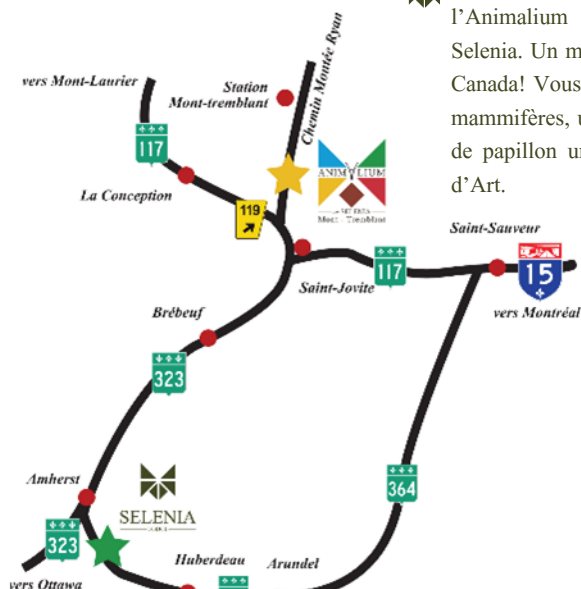 l’Animalium
Selenia. Un m
Canada! Vous
mammifères, u
de papillon un
d’Art.
Chemin Montée Ryan
vers Mont-Laurier
Station
Mont-tremblant
117
ANIMALIUM
SELENIA
Mont - Tremblant
La Conception
119
Saint-Sauveur
117
15
Saint-Jovite
vers Montréal
Brébeuf
323
Amherst
364
SELENIA
323
Huberdeau
Arundel
vers Ottawa